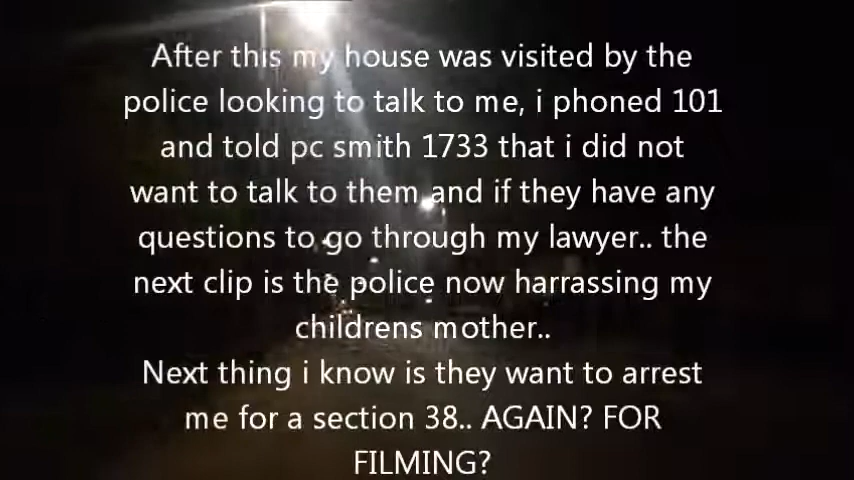 After this my house was visited by the
police looking to talk to me, i phoned 101
and told pc smith 1733 that i did not
want to talk to them and if they have any
questions to go through my lawyer.. the
next clip is the police now harrassing my
childrens mother..
Next thing i know is they want to arrest
me for a section 38.. AGAIN? FOR
FILMING?